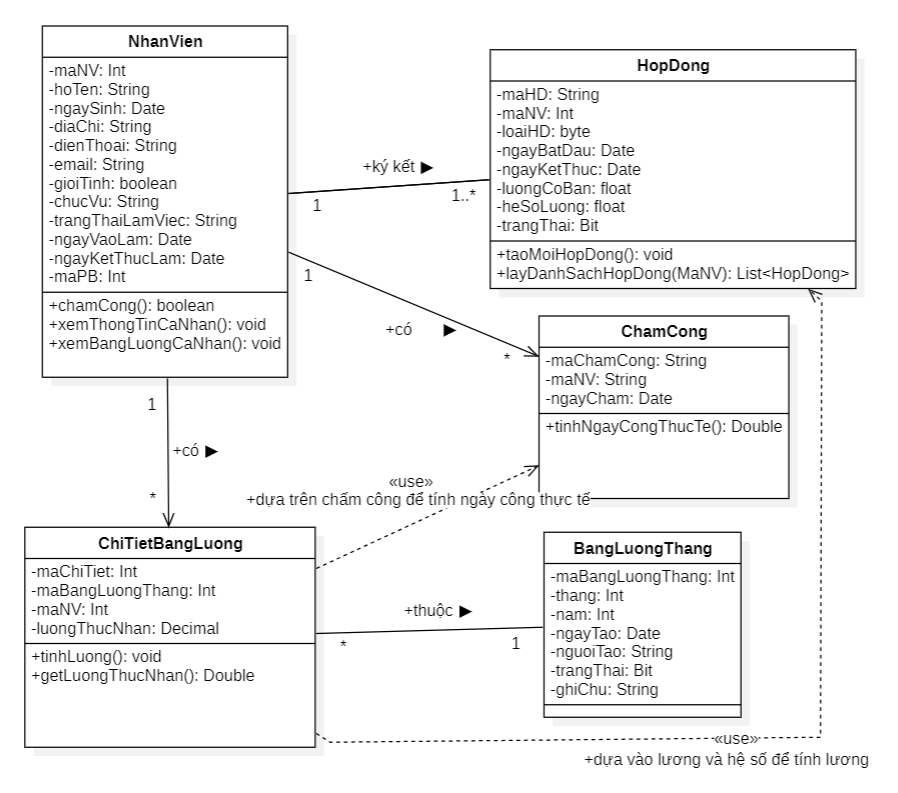 NhanVien
-maNV: Int
-hoTen: String
-ngaySinh: Date
-diaChi: String
-dienThoai: String
-email: String
-gioiTinh: boolean
-chucVu: String
-trangThaiLamViec: String
-ngayVaoLam: Date
-ngayKetThucLam: Date
-maPB: Int
+chamCong(): boolean
+xemThongTinCaNhan(): void
+xemBangLuongCaNhan(): void
+ký kết ▶
1
1..*
HopDong
-maHD: String
-maNV: Int
-loaiHD: byte
-ngayBatDau: Date
-ngayKetThuc: Date
-luongCoBan: float
-heSoLuong: float
-trangThai: Bit
+taoMoiHopDong(): void
+layDanhSachHopDong(MaNV): List<HopDong>
1
+có ▶
*
ChamCong
-maChamCong: String
-maNV: String
-ngayCham: Date
+tinhNgayCongThucTe(): Double
1
+có ▶
*
«use»
+dựa trên chấm công để tính ngày công thực tế
ChiTietBangLuong
-maChiTiet: Int
-maBangLuongThang: Int
-maNV: Int
-luongThucNhan: Decimal
+tinhLuong(): void
+getLuongThucNhan(): Double
+thuộc ▶
*
1
BangLuongThang
-maBangLuongThang: Int
-thang: Int
-nam: Int
-ngayTao: Date
-nguoiTao: String
-trangThai: Bit
-ghiChu: String
«use»
+dựa vào lương và hệ số để tính lương